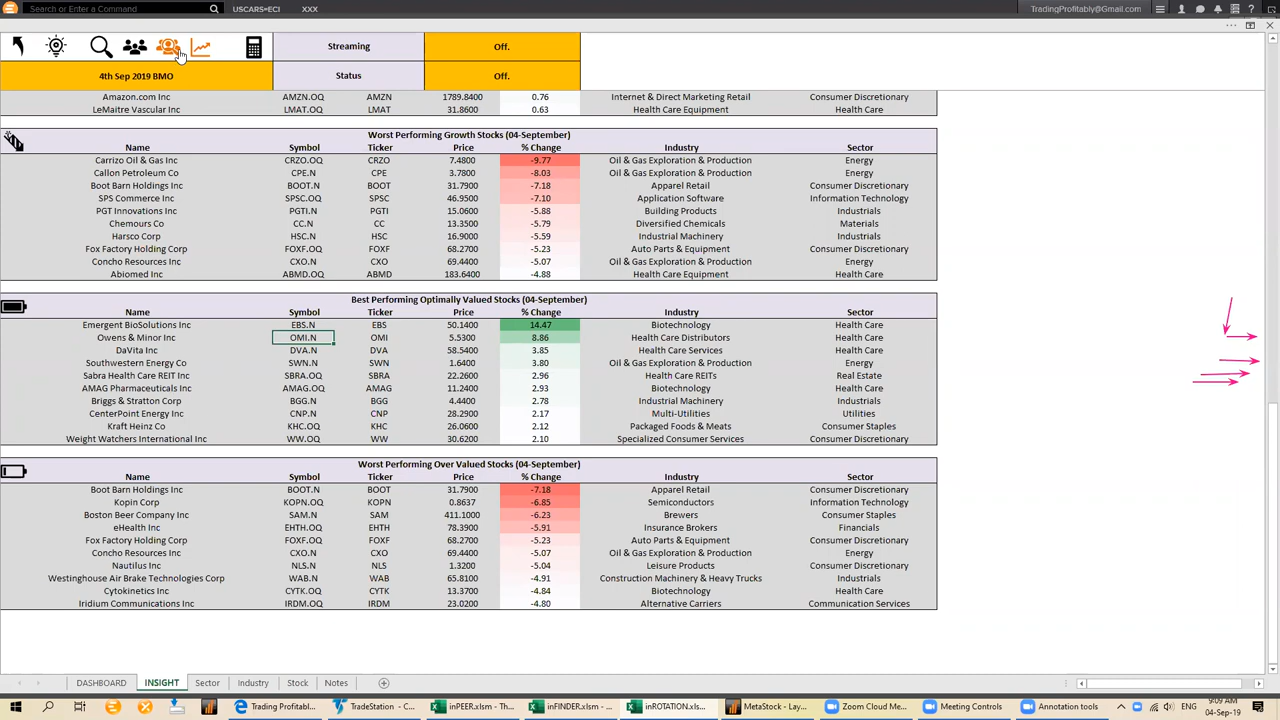 Search or Enter a Command USCARS=ECI XXX TradingProfitably@Gmail.com
Streaming Off.
4th Sep 2019 BMO Status Off.
Amazon.com Inc AMZN.OQ AMZN 1789.8400 0.76 Internet & Direct Marketing Retail Consumer Discretionary
LeMaitre Vascular Inc LMAT.OQ LMAT 31.8600 0.63 Health Care Equipment Health Care
Worst Performing Growth Stocks (04-September)
Name Symbol Ticker Price % Change Industry Sector
Carrizo Oil & Gas Inc CRZO.OQ CRZO 7.4800 -9.77 Oil & Gas Exploration & Production Energy
Callon Petroleum Co CPE.N CPE 3.7800 -8.03 Oil & Gas Exploration & Production Energy
Boot Barn Holdings Inc BOOT.N BOOT 31.7900 -7.18 Apparel Retail Consumer Discretionary
SPS Commerce Inc SPSC.OQ SPSC 46.9500 -7.10 Application Software Information Technology
PGT Innovations Inc PGTI.N PGTI 15.0600 -5.88 Building Products Industrials
Chemours Co CC.N CC 13.3500 -5.79 Diversified Chemicals Materials
Harsco Corp HSC.N HSC 16.9000 -5.59 Industrial Machinery Industrials
Fox Factory Holding Corp FOXF.OQ FOXF 68.2700 -5.23 Auto Parts & Equipment Consumer Discretionary
Concho Resources Inc CXO.N CXO 69.4400 -5.07 Oil & Gas Exploration & Production Energy
Abiomed Inc ABMD.OQ ABMD 183.6400 -4.88 Health Care Equipment Health Care
Best Performing Optimally Valued Stocks (04-September)
Name Symbol Ticker Price % Change Industry Sector
Emergent BioSolutions Inc EBS.N EBS 50.1400 14.47 Biotechnology Health Care
Owens & Minor Inc OMI.N OMI 5.5300 8.86 Health Care Distributors Health Care
DaVita Inc DVA.N DVA 58.5400 3.85 Health Care Services Health Care
Southwestern Energy Co SWN.N SWN 1.6400 3.80 Oil & Gas Exploration & Production Energy
Sabra Health Care REIT Inc SBRA.OQ SBRA 22.2600 2.96 Health Care REITs Real Estate
AMAG Pharmaceuticals Inc AMAG.OQ AMAG 11.2400 2.93 Biotechnology Health Care
Briggs & Stratton Corp BGG.N BGG 4.4400 2.78 Industrial Machinery Industrials
CenterPoint Energy Inc CNP.N CNP 28.2900 2.17 Multi-Utilities Utilities
Kraft Heinz Co KHC.OQ KHC 26.0600 2.12 Packaged Foods & Meats Consumer Staples
Weight Watchers International Inc WW.OQ WW 30.6200 2.10 Specialized Consumer Services Consumer Discretionary
Worst Performing Over Valued Stocks (04-September)
Name Symbol Ticker Price % Change Industry Sector
Boot Barn Holdings Inc BOOT.N BOOT 31.7900 -7.18 Apparel Retail Consumer Discretionary
Kopin Corp KOPN.OQ KOPN 0.8637 -6.85 Semiconductors Information Technology
Boston Beer Company Inc SAM.N SAM 411.1000 -6.23 Brewers Consumer Staples
eHealth Inc EHTH.OQ EHTH 78.3900 -5.91 Insurance Brokers Financials
Fox Factory Holding Corp FOXF.OQ FOXF 68.2700 -5.23 Auto Parts & Equipment Consumer Discretionary
Concho Resources Inc CXO.N CXO 69.4400 -5.07 Oil & Gas Exploration & Production Energy
Nautilus Inc NLS.N NLS 1.3200 -5.04 Leisure Products Consumer Discretionary
Westinghouse Air Brake Technologies Corp WAB.N WAB 65.8100 -4.91 Construction Machinery & Heavy Trucks Industrials
Cytokinetics Inc CYTK.OQ CYTK 13.3700 -4.84 Biotechnology Health Care
Iridium Communications Inc IRDM.OQ IRDM 23.0200 -4.80 Alternative Carriers Communication Services
DASHBOARD INSIGHT Sector Industry Stock Notes
Trading Profitabl... TradeStation - C... inPEER.xlsm - Th... inFINDER.xlsm - ... inROTATION.xls... MetaStock - Lay... Zoom Cloud Me... Meeting Controls Annotation tools 9:09 AM
04-Sep-19